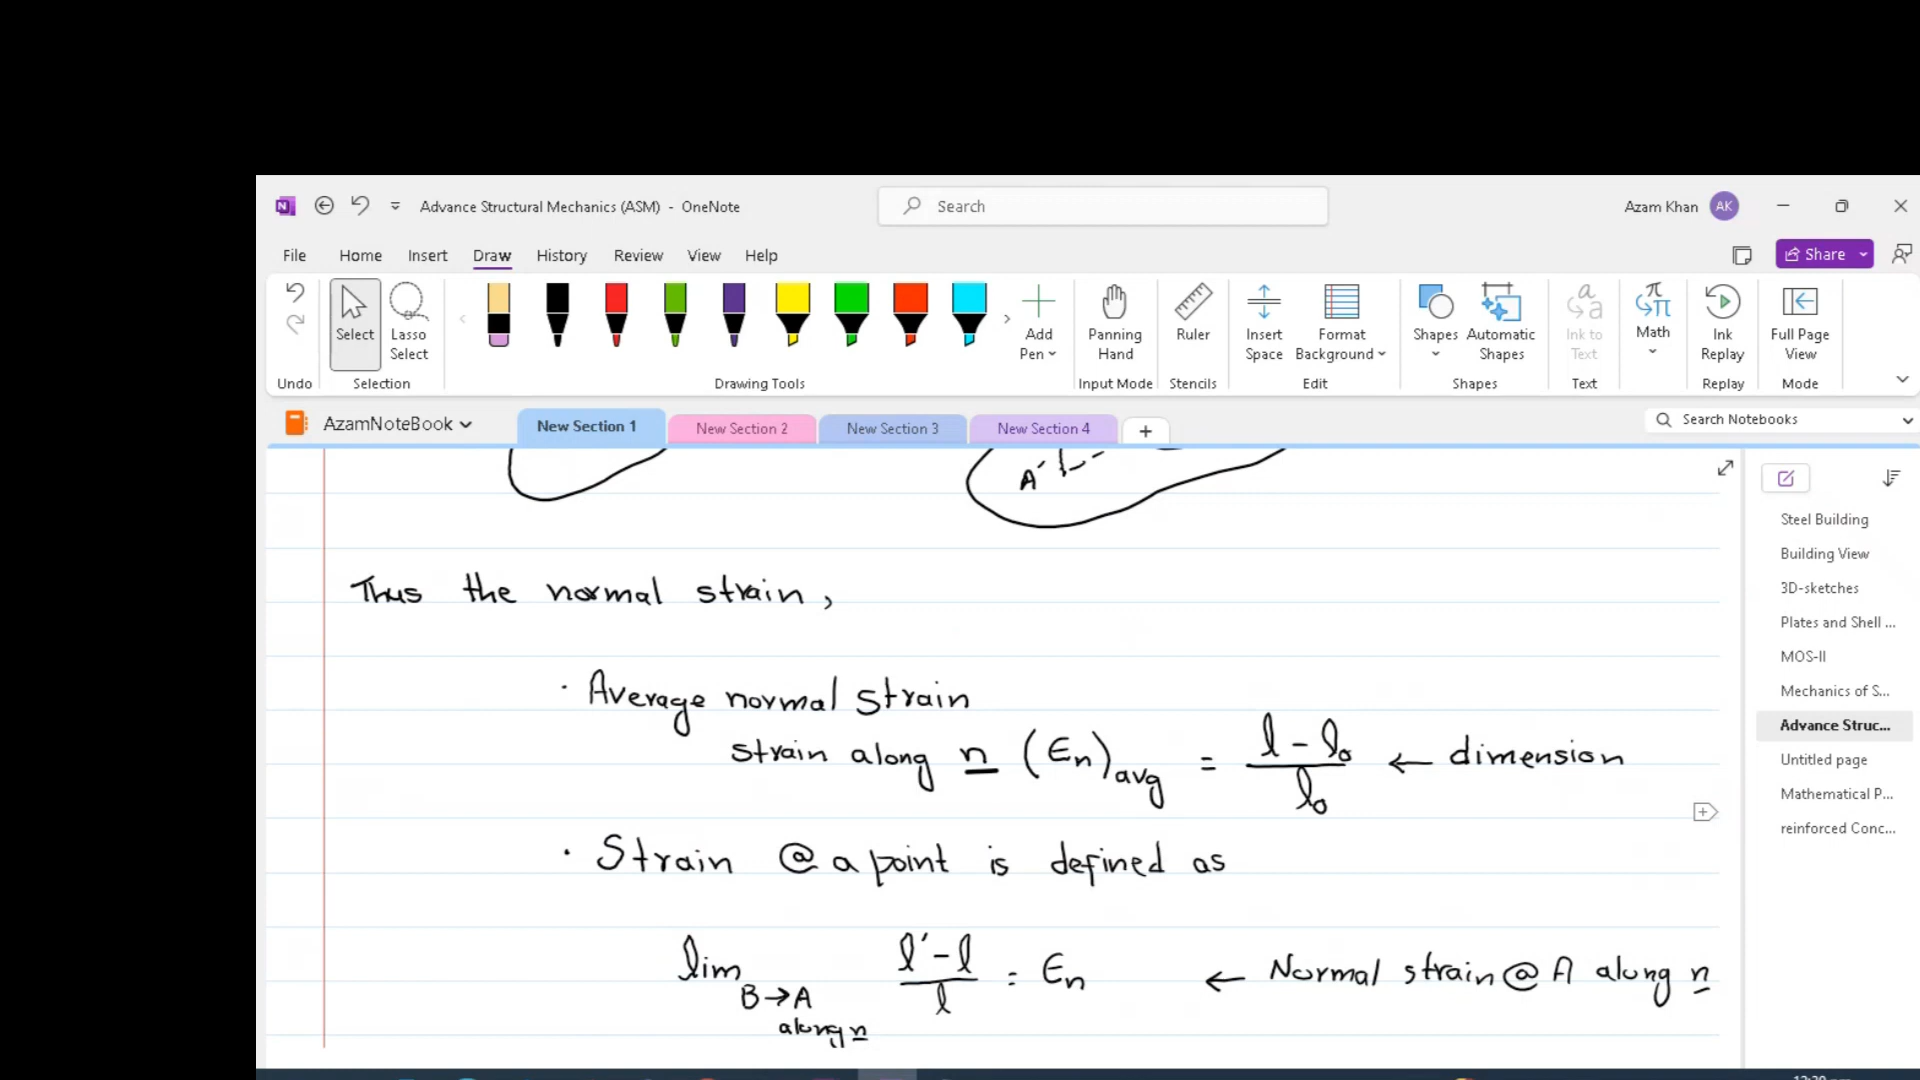 Advance Structural Mechanics (ASM) - OneNote
Search
Azam Khan AK
File Home Insert Draw History Review View Help
Share
Select
Lasso Select
Add Pen
Panning Hand
Ruler
Insert Space
Format Background
Shapes
Automatic Shapes
Ink to Text
Math
Ink Replay
Full Page View
Undo Selection Drawing Tools Input Mode Stencils Edit Shapes Text Replay Mode
AzamNoteBook New Section 1 New Section 2 New Section 3 New Section 4 +
Search Notebooks
A'
Thus the normal strain,
· Average normal strain
strain along n (En)avg = l - l0 / l0 ← dimension
· Strain @ a point is defined as
lim B→A along n l' - l / l = En ← Normal strain @ A along n
Steel Building
Building View
3D-sketches
Plates and Shell ...
MOS-II
Mechanics of S...
Advance Struc...
Untitled page
Mathematical P...
reinforced Conc...